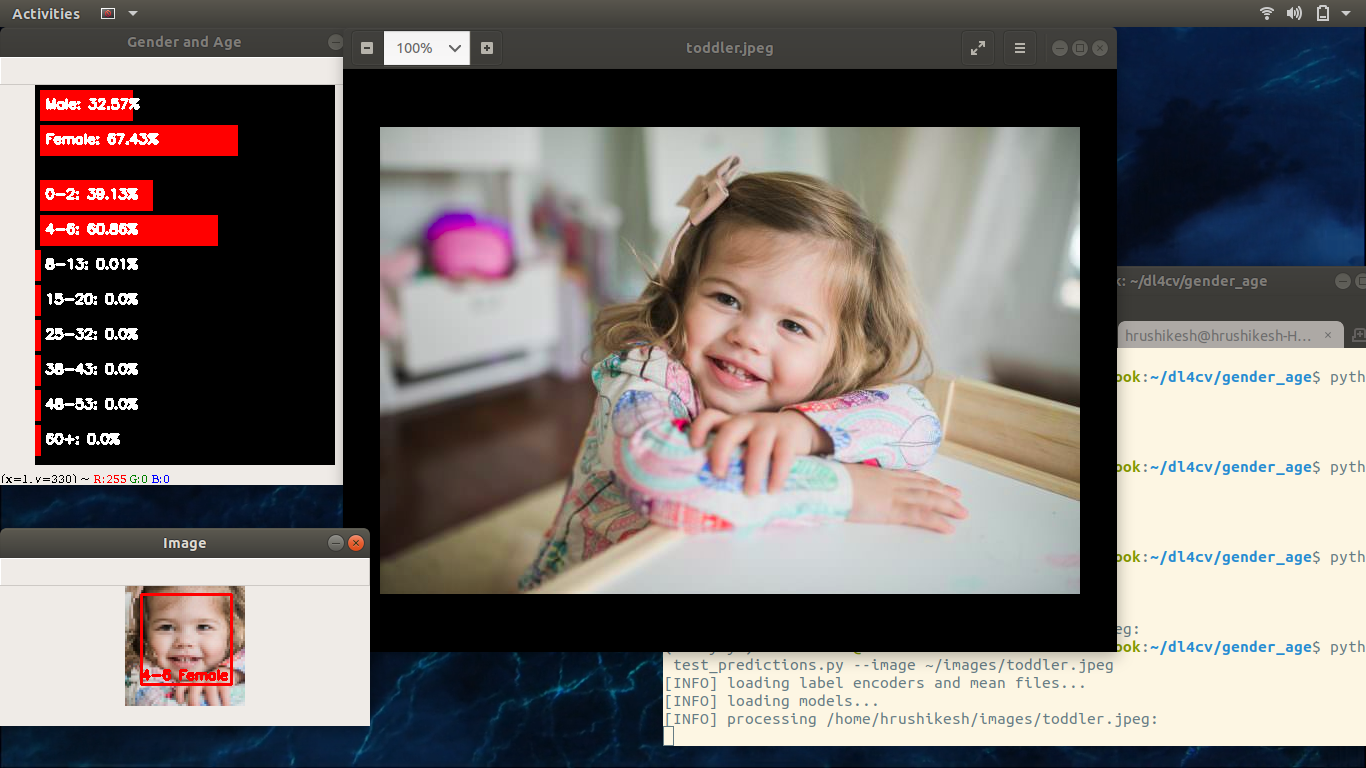 Activities
Gender and Age
Male: 32.57%
Female: 67.43%
0-2: 39.13%
4-6: 60.86%
8-13: 0.01%
15-20: 0.0%
25-32: 0.0%
38-43: 0.0%
48-53: 0.0%
60+: 0.0%
(x=1, y=330) ~ R:255 G:0 B:0
100%
toddler.jpeg
Image
4-6 Female
k: ~/dl4cv/gender_age
hrushikesh@hrushikesh-H...
ook:~/dl4cv/gender_age$ pyth
ook:~/dl4cv/gender_age$ pyth
ook:~/dl4cv/gender_age$ pyth
eg:
ook:~/dl4cv/gender_age$ pyth
test_predictions.py --image ~/images/toddler.jpeg
[INFO] loading label encoders and mean files...
[INFO] loading models...
[INFO] processing /home/hrushikesh/images/toddler.jpeg: